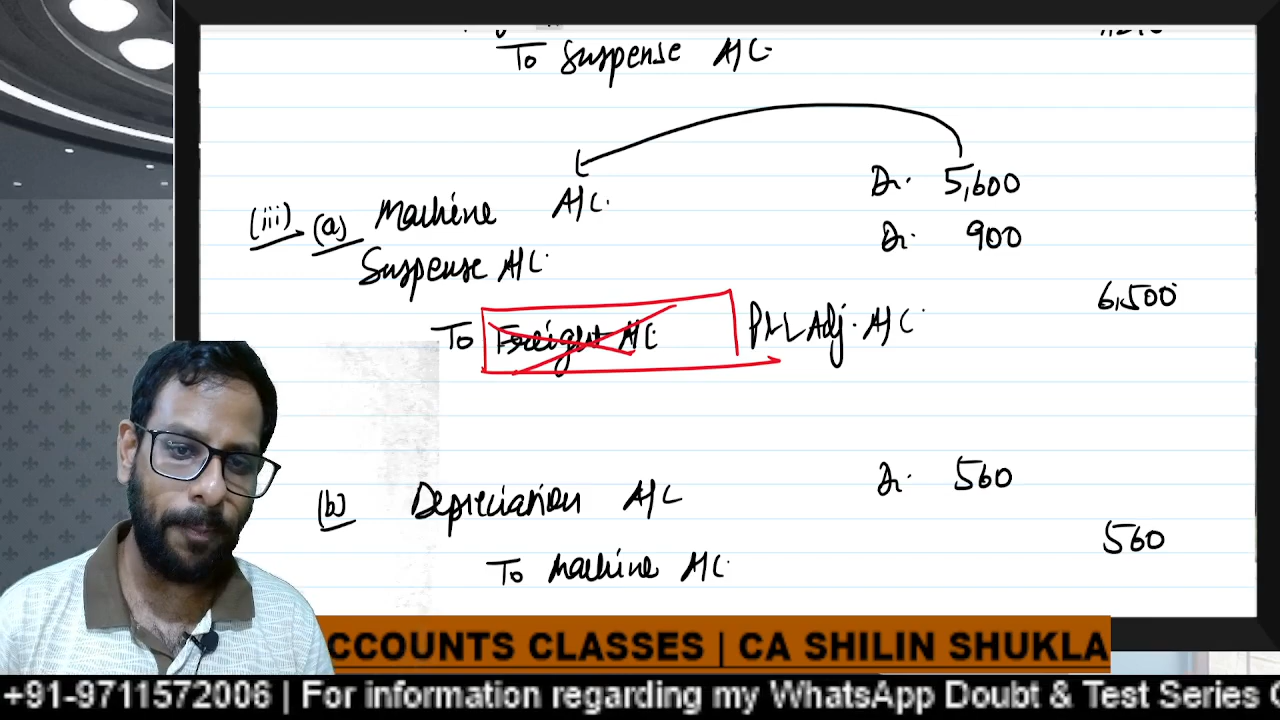 To Suspense A/C.
(iii) (a) Machine A/C. Dr. 5,600
Suspense A/C. Dr. 900
To Freight A/C P&L Adj. A/C. 6,500
(b) Depreciation A/C Dr. 560
To Machine A/C. 560
CCOUNTS CLASSES | CA SHILIN SHUKLA
+91-9711572006 | For information regarding my WhatsApp Doubt & Test Series